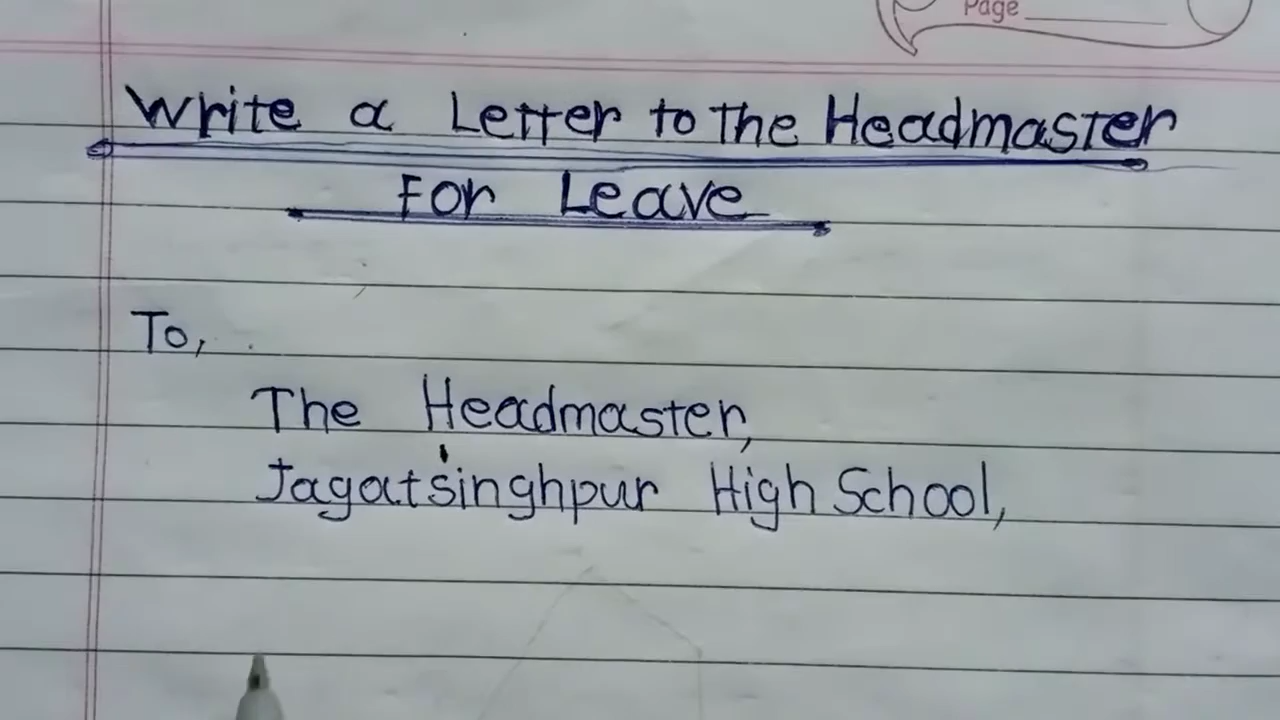 Page
Write a Letter to the Headmaster
For Leave
To,
The Headmaster,
Jagatsinghpur High School,